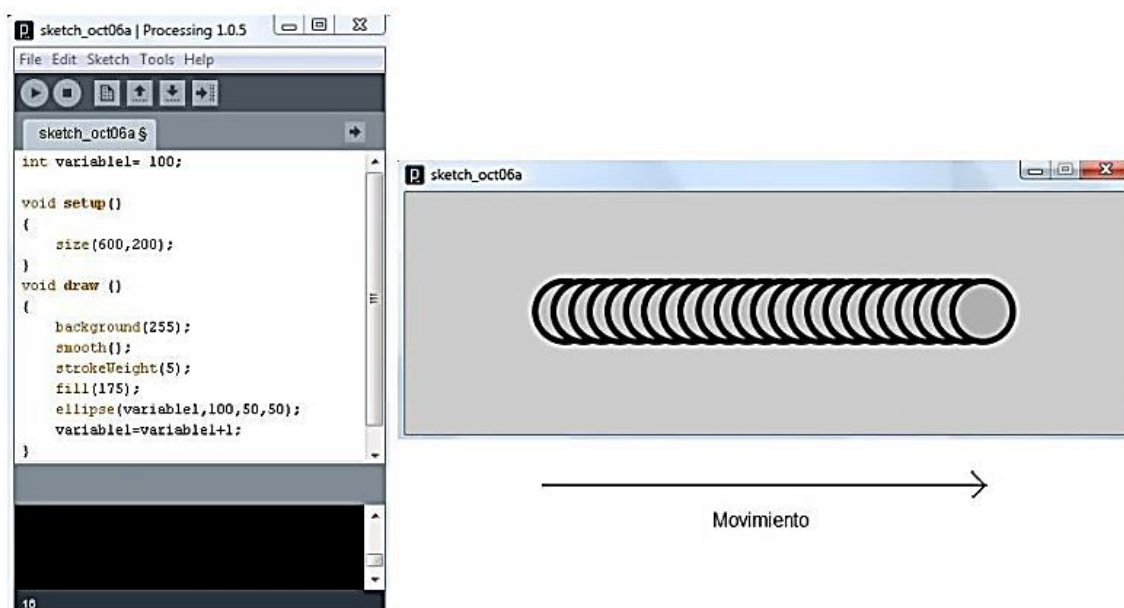 sketch_oct06a | Processing 1.0.5
File Edit Sketch Tools Help
sketch_oct06a §
int variable1= 100;
void setup()
{
size(600,200);
}
void draw ()
{
background(255);
smooth();
strokeWeight(5);
fill(175);
ellipse(variable1,100,50,50);
variable1=variable1+1;
}
16
sketch_oct06a
Movimiento